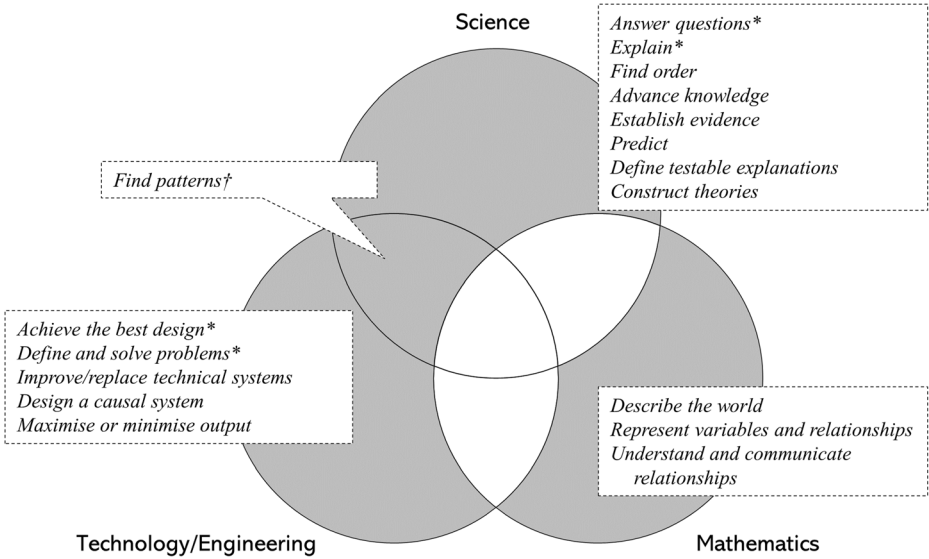 Science
Answer questions*
Explain*
Find order
Advance knowledge
Establish evidence
Predict
Define testable explanations
Construct theories
Find patterns†
Achieve the best design*
Define and solve problems*
Improve/replace technical systems
Design a causal system
Maximise or minimise output
Describe the world
Represent variables and relationships
Understand and communicate
relationships
Technology/Engineering
Mathematics